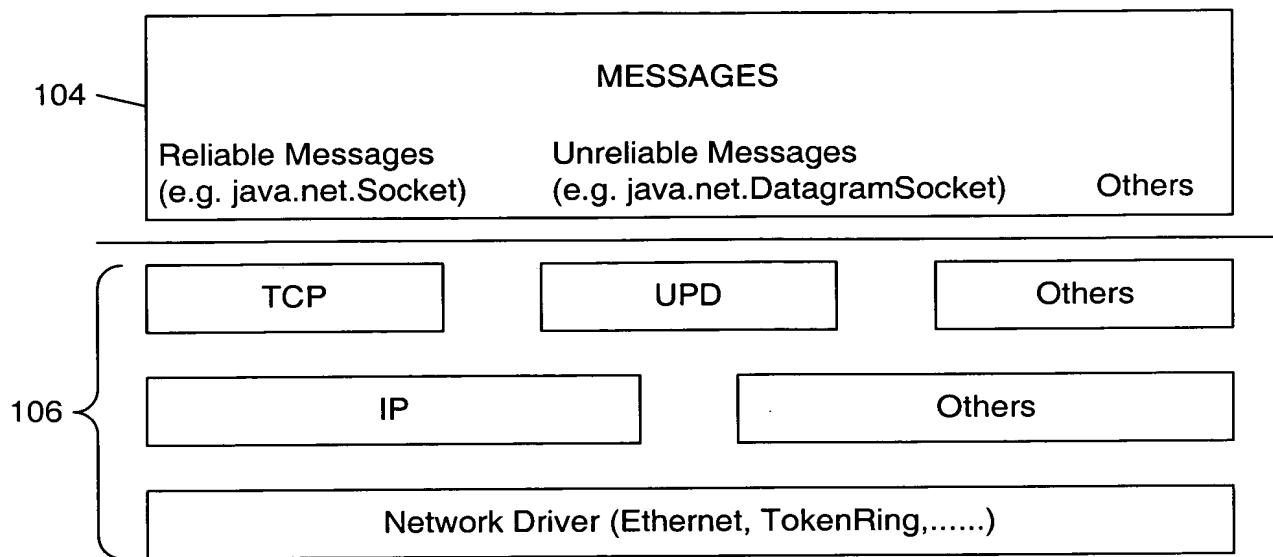 MESSAGES
104
Reliable Messages
(e.g. java.net.Socket)
Unreliable Messages
(e.g. java.net.DatagramSocket)
Others
TCP
UPD
Others
106
IP
Others
Network Driver (Ethernet, TokenRing,......)